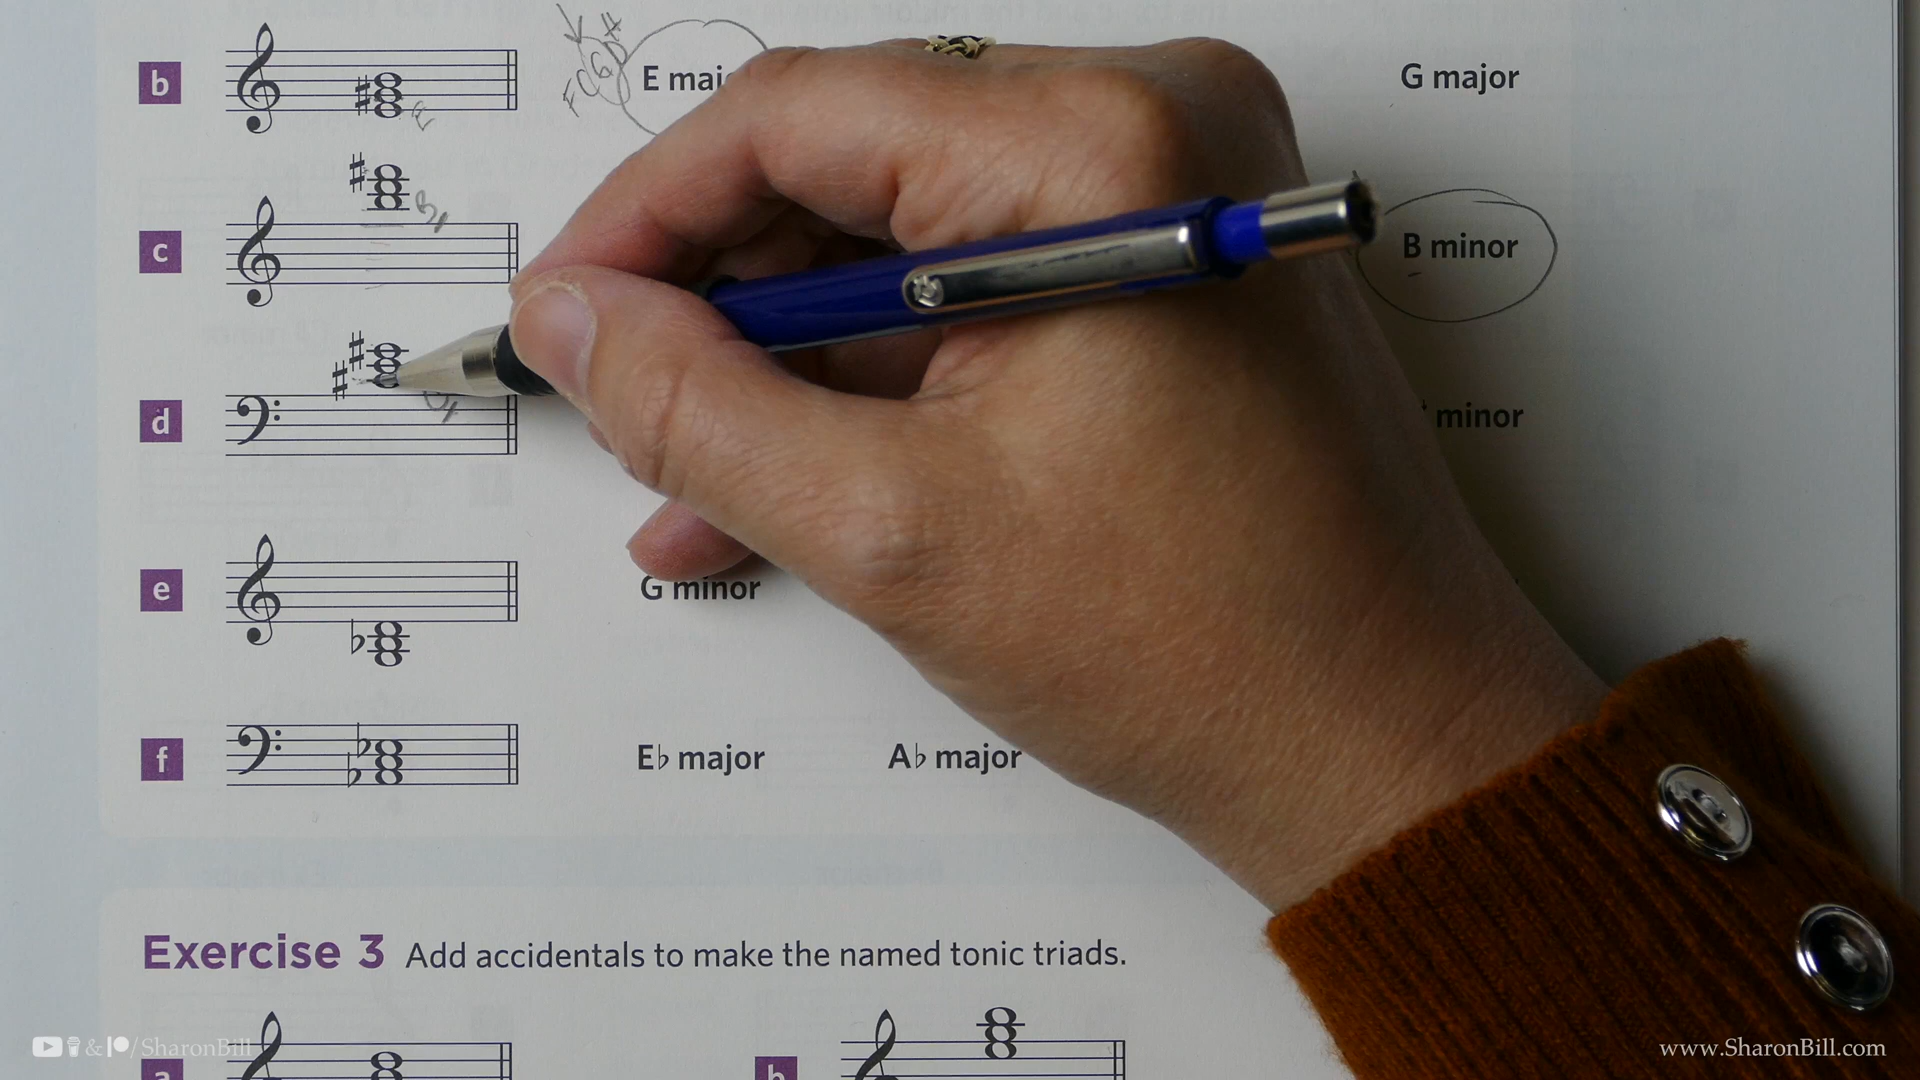 b E maj G major
F C G D A
E
c B minor
B
d minor
e G minor
f E♭ major A♭ major
Exercise 3 Add accidentals to make the named tonic triads.
a b
&/SharonBill www.SharonBill.com